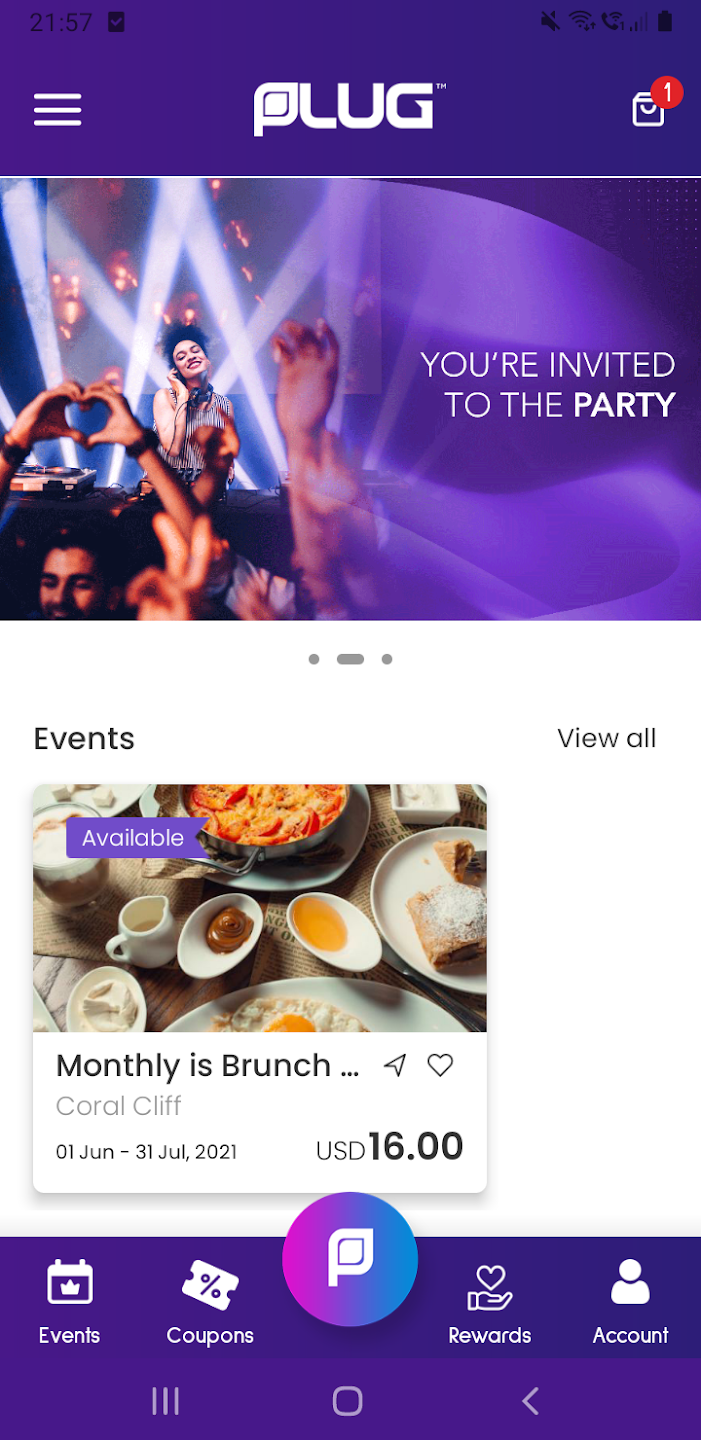 21:57
PLUG™
1
YOU'RE INVITED
TO THE PARTY
Events
View all
Available
Monthly is Brunch ...
Coral Cliff
01 Jun - 31 Jul, 2021
USD16.00
Events
Coupons
Rewards
Account